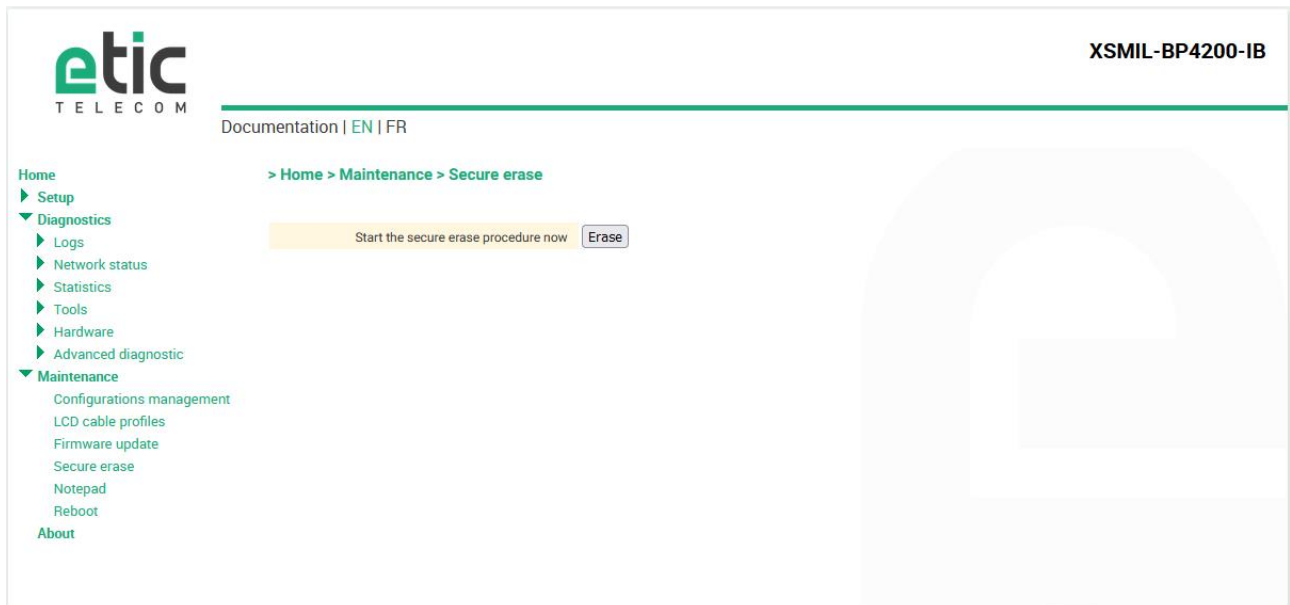 etic
TELECOM
XSMIL-BP4200-IB
Documentation | EN | FR
Home
Setup
Diagnostics
Logs
Network status
Statistics
Tools
Hardware
Advanced diagnostic
Maintenance
Configurations management
LCD cable profiles
Firmware update
Secure erase
Notepad
Reboot
About
> Home > Maintenance > Secure erase
Start the secure erase procedure now Erase